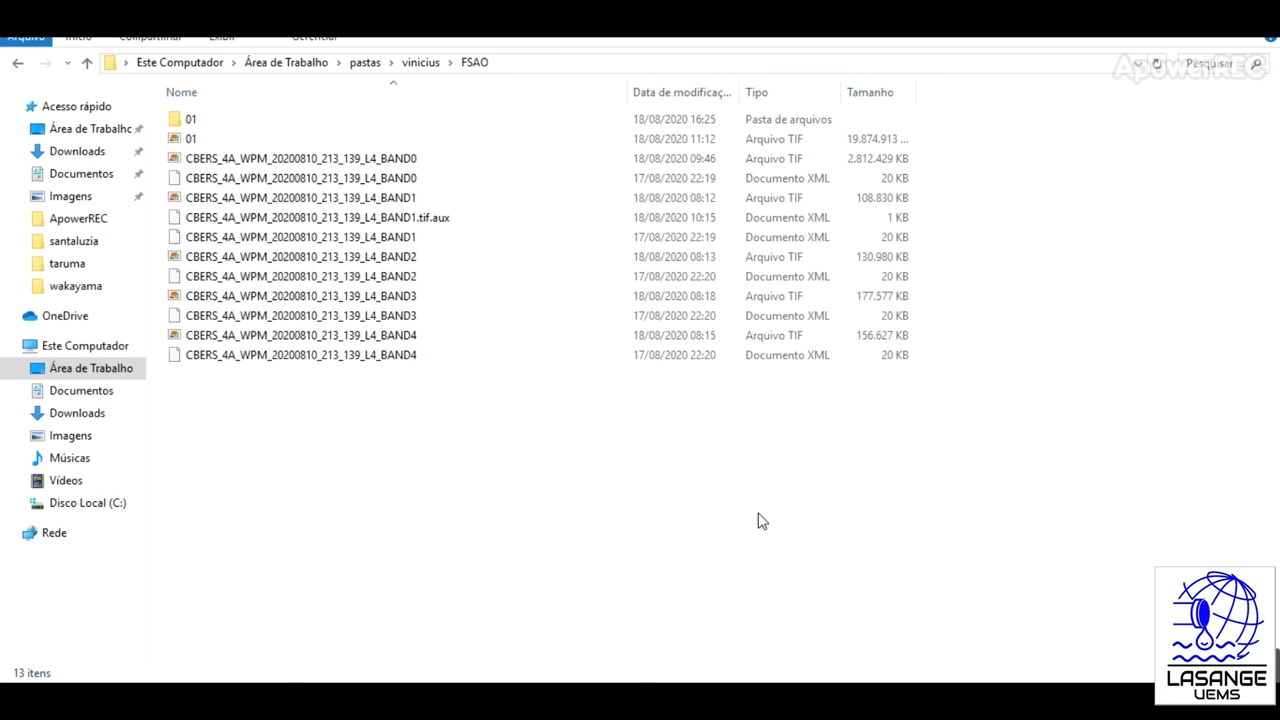 Arquivo Início Compartilhar Exibir Gerenciar
Este Computador > Área de Trabalho > pastas > vinicius > FSAO
Pesquisar ...
ApowerREC
Nome Data de modificaç... Tipo Tamanho
Acesso rápido
Área de Trabalhc
Downloads
Documentos
Imagens
ApowerREC
santaluzia
taruma
wakayama
OneDrive
Este Computador
Área de Trabalho
Documentos
Downloads
Imagens
Músicas
Vídeos
Disco Local (C:)
Rede
01 18/08/2020 16:25 Pasta de arquivos
01 18/08/2020 11:12 Arquivo TIF 19.874.913 ...
CBERS_4A_WPM_20200810_213_139_L4_BAND0 18/08/2020 09:46 Arquivo TIF 2.812.429 KB
CBERS_4A_WPM_20200810_213_139_L4_BAND0 17/08/2020 22:19 Documento XML 20 KB
CBERS_4A_WPM_20200810_213_139_L4_BAND1 18/08/2020 08:12 Arquivo TIF 108.830 KB
CBERS_4A_WPM_20200810_213_139_L4_BAND1.tif.aux 18/08/2020 10:15 Documento XML 1 KB
CBERS_4A_WPM_20200810_213_139_L4_BAND1 17/08/2020 22:19 Documento XML 20 KB
CBERS_4A_WPM_20200810_213_139_L4_BAND2 18/08/2020 08:13 Arquivo TIF 130.980 KB
CBERS_4A_WPM_20200810_213_139_L4_BAND2 17/08/2020 22:20 Documento XML 20 KB
CBERS_4A_WPM_20200810_213_139_L4_BAND3 18/08/2020 08:18 Arquivo TIF 177.577 KB
CBERS_4A_WPM_20200810_213_139_L4_BAND3 17/08/2020 22:20 Documento XML 20 KB
CBERS_4A_WPM_20200810_213_139_L4_BAND4 18/08/2020 08:15 Arquivo TIF 156.627 KB
CBERS_4A_WPM_20200810_213_139_L4_BAND4 17/08/2020 22:20 Documento XML 20 KB
13 itens
LASANGE
UEMS